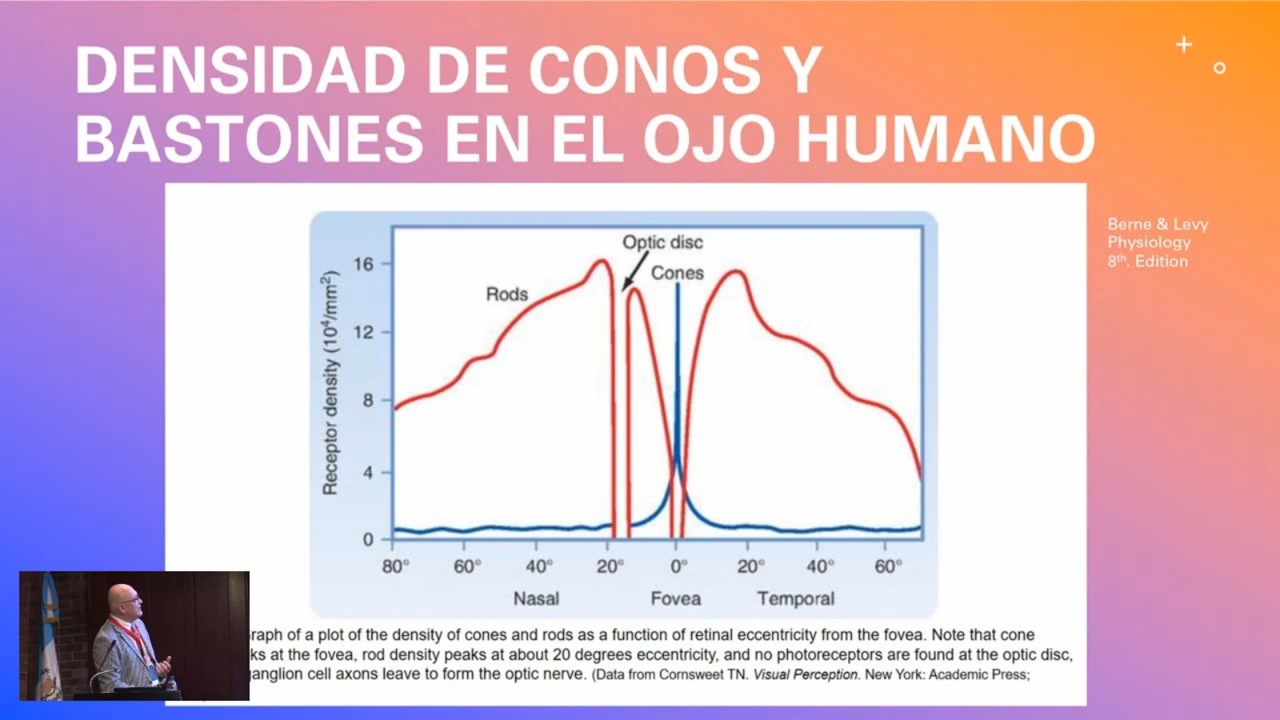 DENSIDAD DE CONOS Y
BASTONES EN EL OJO HUMANO
Berne & Levy
Physiology
8th. Edition
Optic disc
Cones
Rods
Receptor density (10⁴/mm²)
16
12
8
4
0
80° 60° 40° 20° 0° 20° 40° 60°
Nasal Fovea Temporal
of a plot of the density of cones and rods as a function of retinal eccentricity from the fovea. Note that cone
at the fovea, rod density peaks at about 20 degrees eccentricity, and no photoreceptors are found at the optic disc,
cell axons leave to form the optic nerve. (Data from Cornsweet TN. Visual Perception. New York: Academic Press;